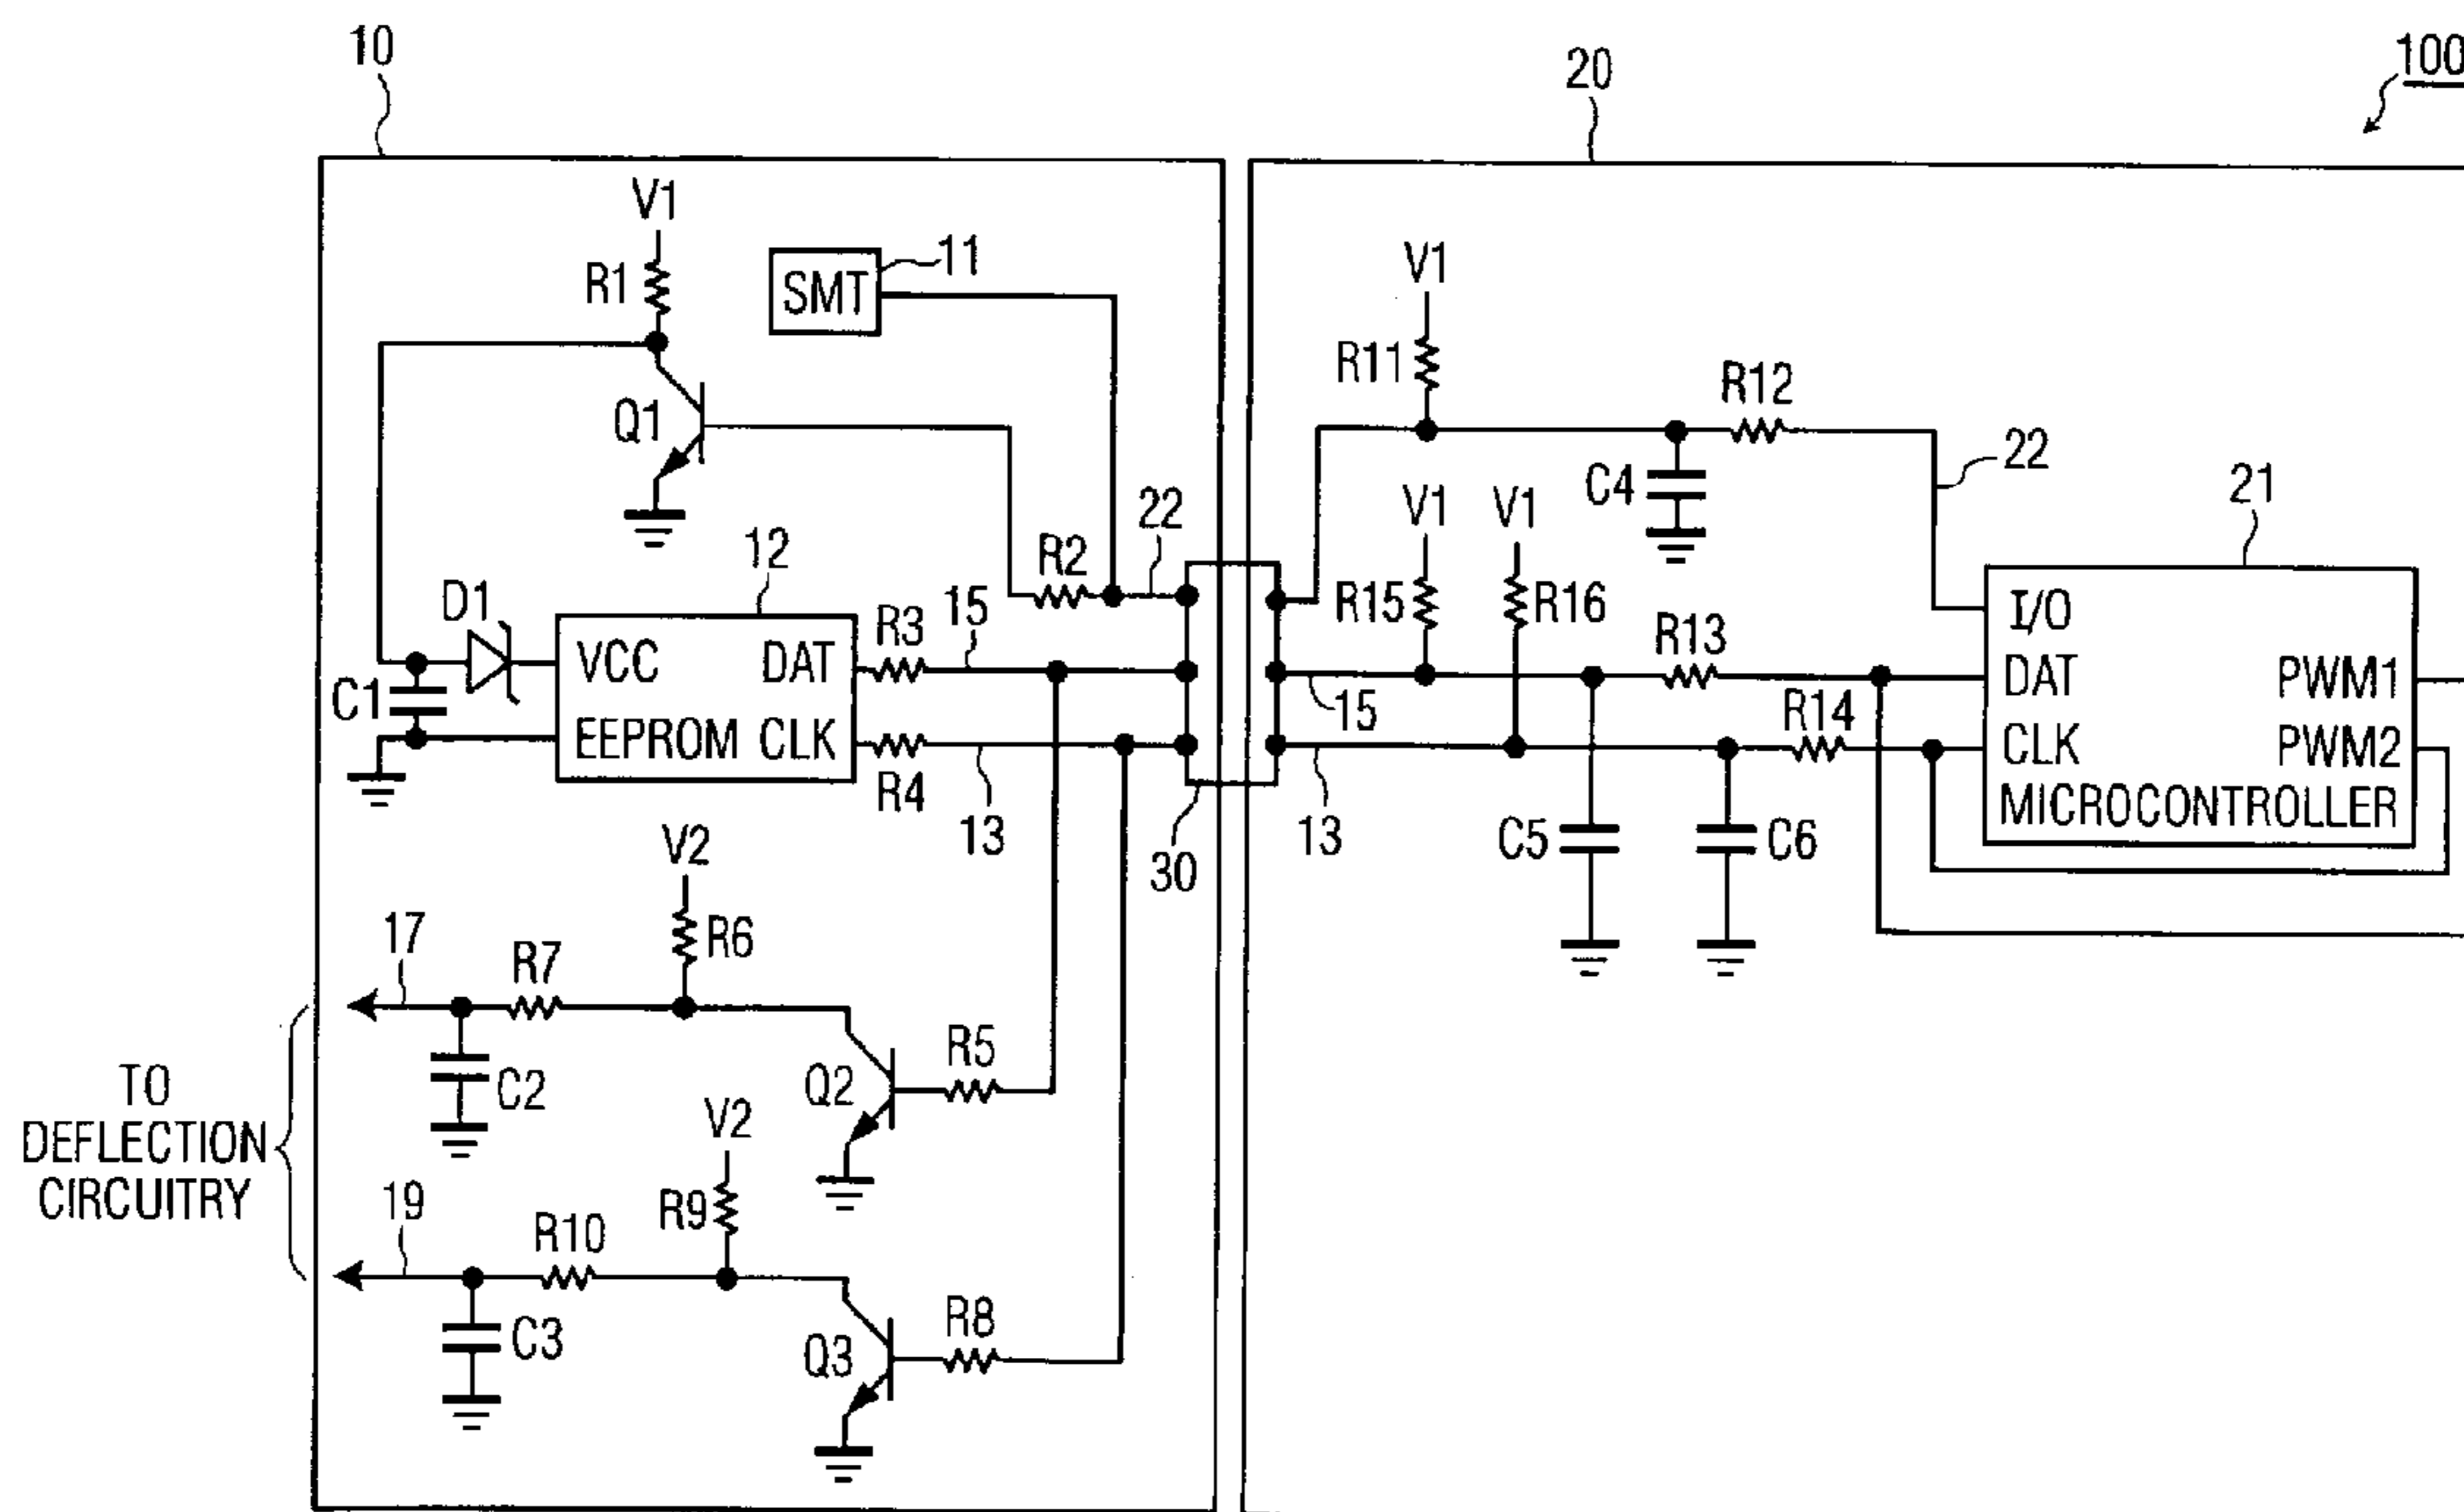 10
20
100
V1
R1
SMT
11
V1
R11
R12
Q1
22
C4
21
V1
V1
22
12
R2
D1
R15
R16
I/O
15
R3
R13
VCC
DAT
DAT
PWM1
C1
15
R14
EEPROM
CLK
CLK
PWM2
R4
MICROCONTROLLER
13
13
C5
C6
V2
30
17
R7
R6
R5
TO
DEFLECTION
CIRCUITRY
C2
Q2
V2
19
R10
R9
R8
C3
Q3